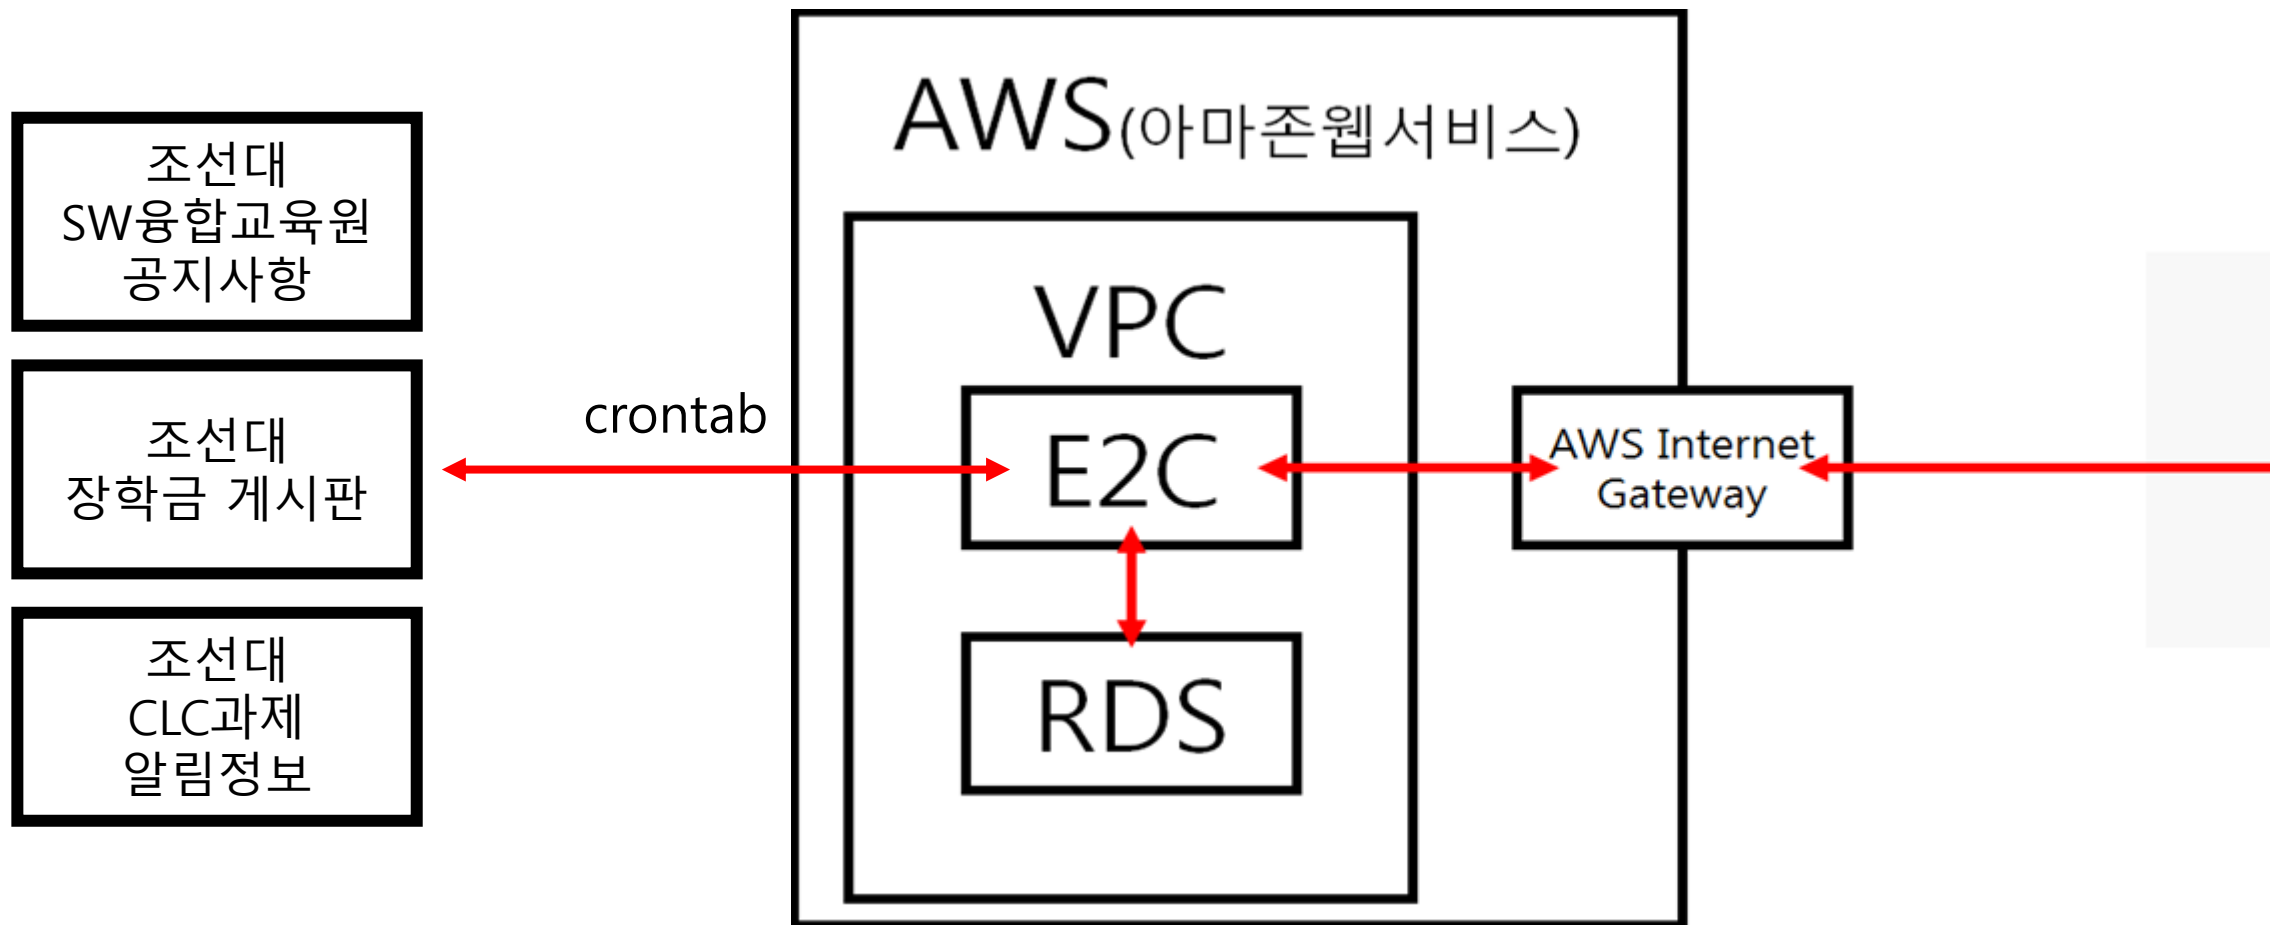 조선대
SW융합교육원
공지사항
조선대
장학금 게시판
조선대
CLC과제
알림정보
crontab
AWS(아마존웹서비스)
VPC
E2C
RDS
AWS Internet
Gateway